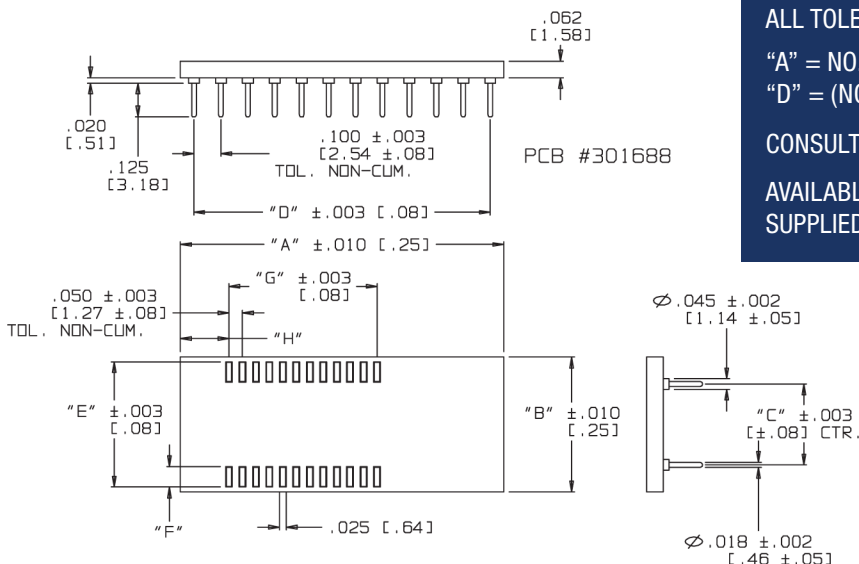 .062
[1.58]
.020
[.51]
.125
[3.18]
.100 ±.003
[2.54 ±.08]
TOL. NON-CUM.
PCB #301688
"D" ±.003 [.08]
"A" ±.010 [.25]
"G" ±.003
[.08]
.050 ±.003
[1.27 ±.08]
TOL. NON-CUM.
"H"
"E" ±.003
[.08]
"F"
.025 [.64]
"B" ±.010
[.25]
Ø.045 ±.002
[1.14 ±.05]
"C" ±.003
[±.08] CTR.
Ø.018 ±.002
[.46 ±.05]
ALL TOLE
“A” = NO
“D” = (NO
CONSULT
AVAILABL
SUPPLIED